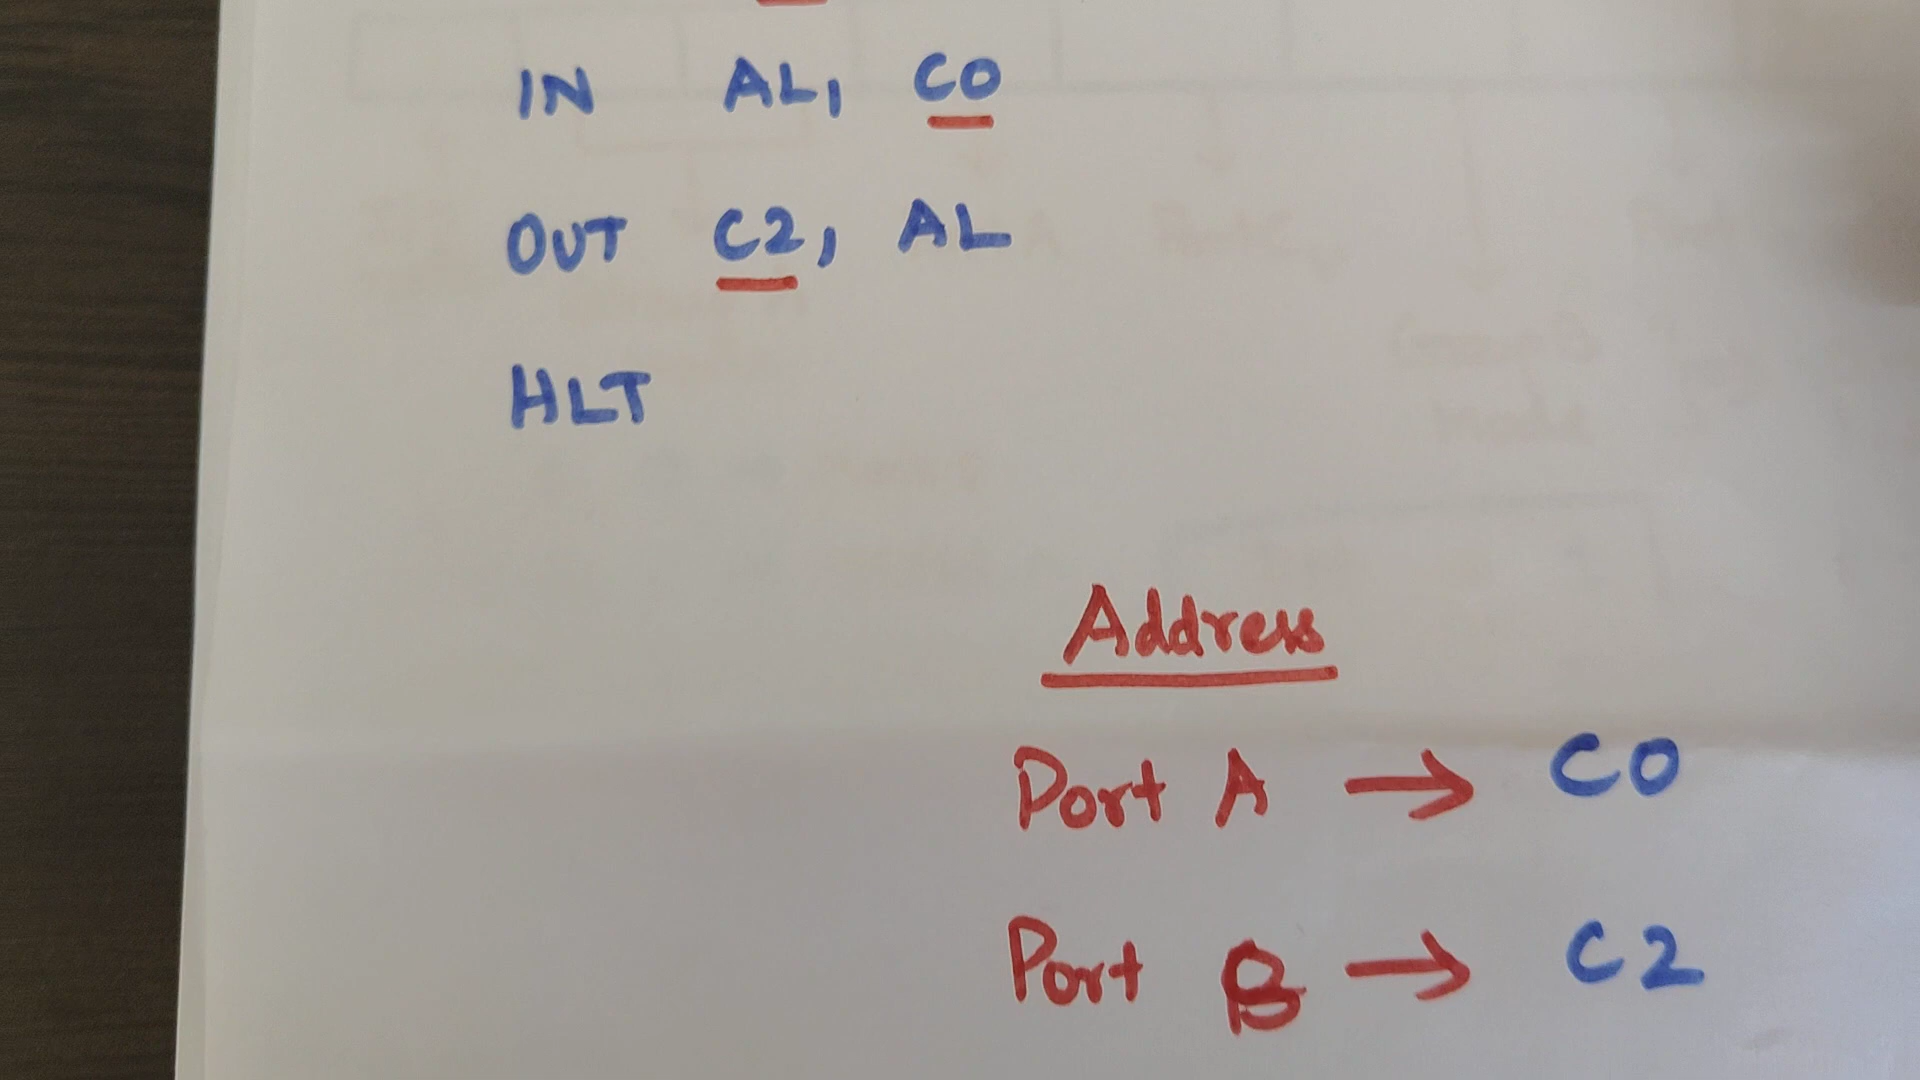 IN AL, C0
OUT C2, AL
HLT
Address
Port A → C0
Port B → C2